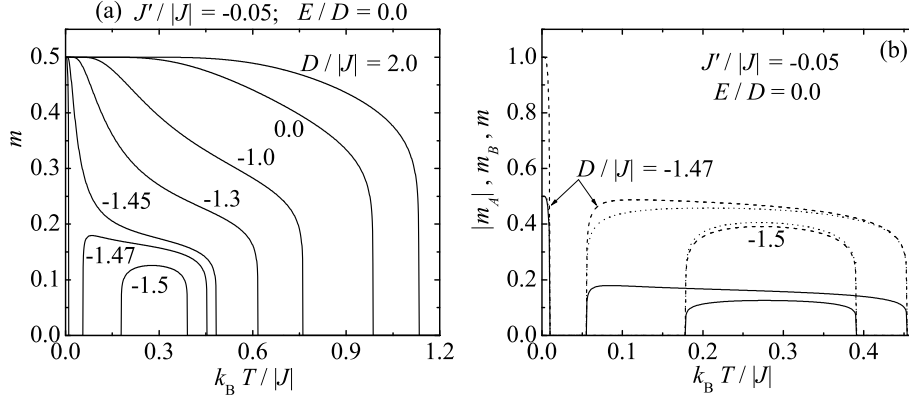 (a) J′ / |J| = -0.05; E / D = 0.0
0.5
0.4
0.3
0.2
0.1
0.0
m
D / |J| = 2.0
0.0
-1.0
-1.3
-1.45
-1.47
-1.5
0.0 0.3 0.6 0.9 1.2
k_B T / |J|
(b)
J′ / |J| = -0.05
E / D = 0.0
1.0
0.8
0.6
0.4
0.2
0.0
|m_A| , m_B , m
D / |J| = -1.47
-1.5
0.0 0.1 0.2 0.3 0.4
k_B T / |J|